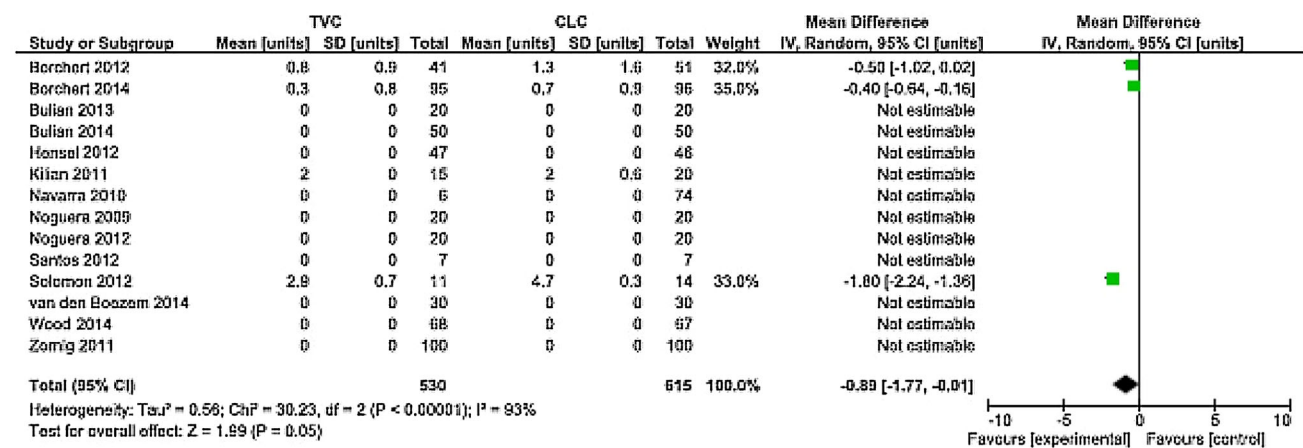 TVC CLC Mean Difference Mean Difference
Study or Subgroup Mean [units] SD [units] Total Mean [units] SD [units] Total Weight IV, Random, 95% CI [units] IV, Random, 95% CI [units]
Borchert 2012 0.8 0.9 41 1.3 1.6 51 32.0% -0.50 [-1.02, 0.02]
Borchert 2014 0.3 0.8 95 0.7 0.9 96 35.0% -0.40 [-0.64, -0.16]
Bulian 2013 0 0 20 0 0 20 Not estimable
Bulian 2014 0 0 50 0 0 50 Not estimable
Hensel 2012 0 0 47 0 0 46 Not estimable
Kilian 2011 2 0 15 2 0.6 20 Not estimable
Navarra 2010 0 0 6 0 0 74 Not estimable
Noguera 2009 0 0 20 0 0 20 Not estimable
Noguera 2012 0 0 20 0 0 20 Not estimable
Santos 2012 0 0 7 0 0 7 Not estimable
Solomon 2012 2.9 0.7 11 4.7 0.3 14 33.0% -1.80 [-2.24, -1.36]
van den Boezem 2014 0 0 30 0 0 30 Not estimable
Wood 2014 0 0 68 0 0 67 Not estimable
Zornig 2011 0 0 100 0 0 100 Not estimable
Total (95% CI) 530 615 100.0% -0.89 [-1.77, -0.01]
Heterogeneity: Tau² = 0.56; Chi² = 30.23, df = 2 (P < 0.00001); I² = 93%
Test for overall effect: Z = 1.99 (P = 0.05)
-10 -5 0 5 10
Favours [experimental] Favours [control]